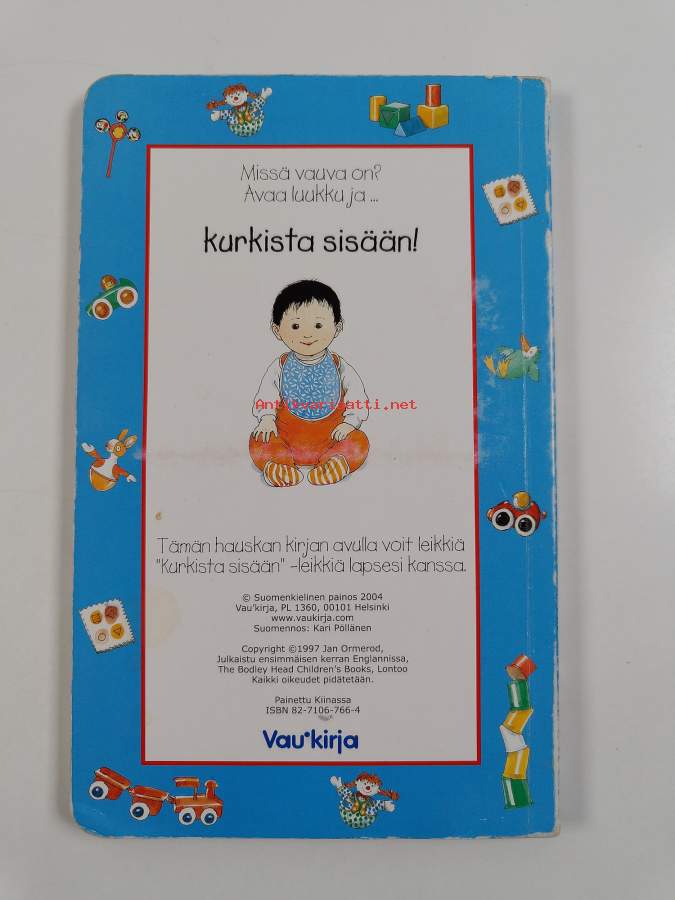 Missä vauva on?
Avaa luukku ja ...
kurkista sisään!
Antikvariaatti.net
Tämän hauskan kirjan avulla voit leikkiä
"Kurkista sisään" -leikkiä lapsesi kanssa.
© Suomenkielinen painos 2004
Vau'kirja, PL 1360, 00101 Helsinki
www.vaukirja.com
Suomennos: Kari Pöllänen
Copyright ©1997 Jan Ormerod,
Julkaistu ensimmäisen kerran Englannissa,
The Bodley Head Children's Books, Lontoo
Kaikki oikeudet pidätetään.
Painettu Kiinassa
ISBN 82-7106-766-4
Vau'kirja